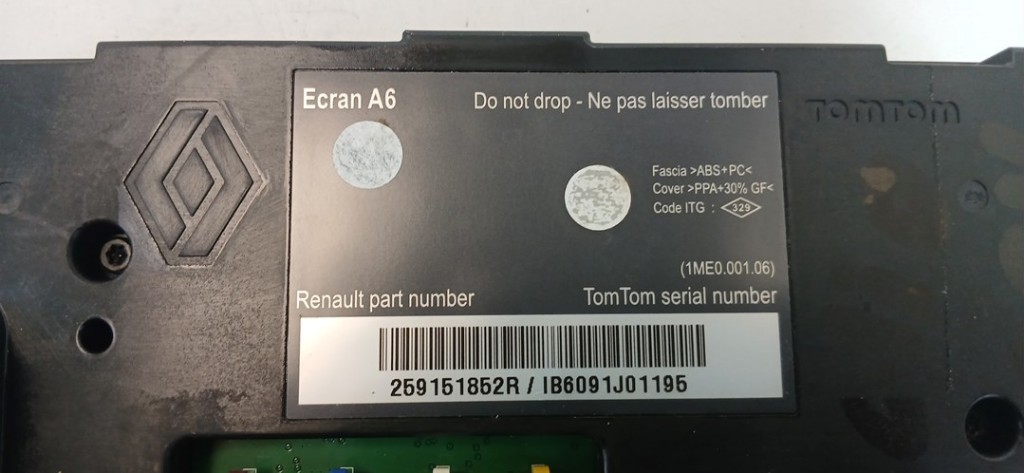 Ecran A6
Do not drop - Ne pas laisser tomber
TOMTOM
Fascia >ABS+PC<
Cover >PPA+30% GF<
Code ITG : 329
(1ME0.001.06)
Renault part number
TomTom serial number
259151852R / IB6091J01195